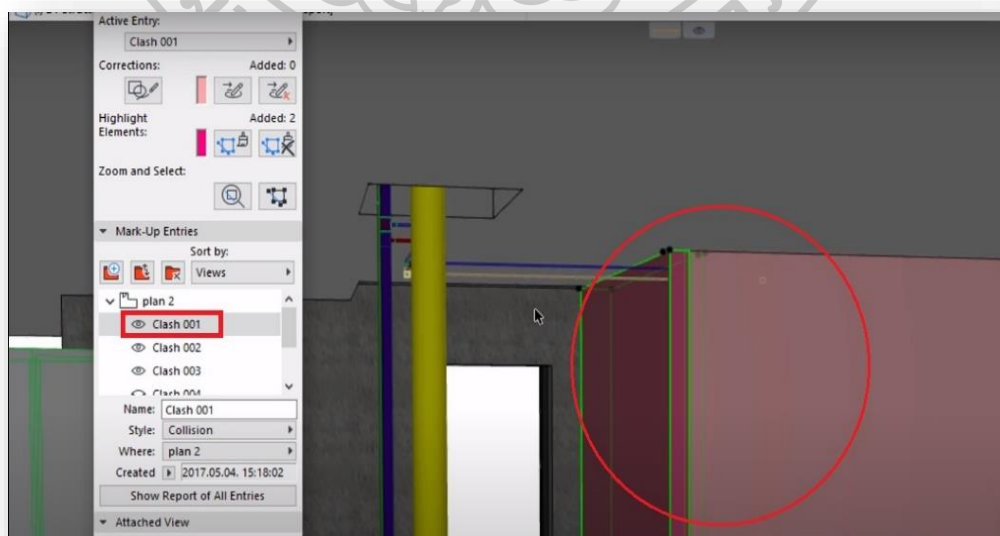 Active Entry:
Clash 001
Corrections: Added: 0
Highlight Elements: Added: 2
Zoom and Select:
Mark-Up Entries
Sort by:
Views
plan 2
Clash 001
Clash 002
Clash 003
Clash 004
Name: Clash 001
Style: Collision
Where: plan 2
Created 2017.05.04. 15:18:02
Show Report of All Entries
Attached View